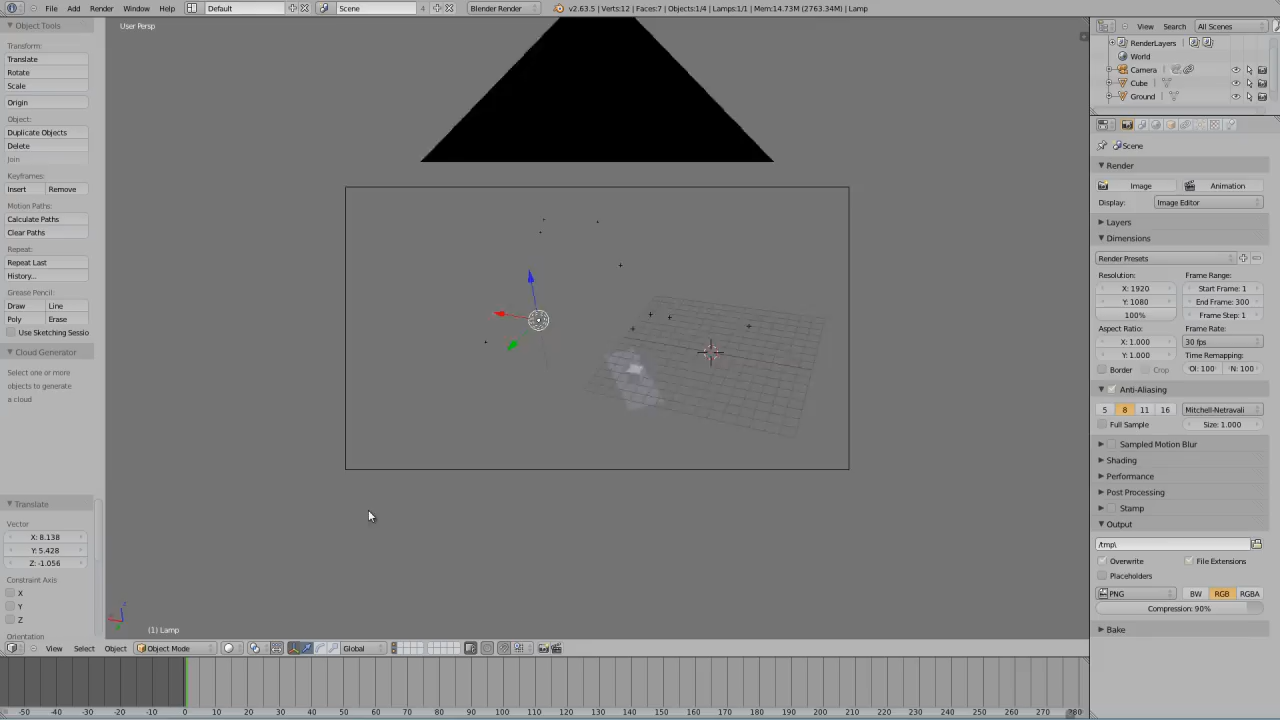 File Add Render Window Help Default Scene 4 Blender Render v2.63.5 | Verts:12 | Faces:7 | Objects:1/4 | Lamps:1/1 | Mem:14.73M (2763.34M) | Lamp
Object Tools
Transform:
Translate
Rotate
Scale
Origin
Object:
Duplicate Objects
Delete
Join
Keyframes:
Insert Remove
Motion Paths:
Calculate Paths
Clear Paths
Repeat:
Repeat Last
History...
Grease Pencil:
Draw Line
Poly Erase
Use Sketching Sessio
Cloud Generator
Select one or more
objects to generate
a cloud
Translate
Vector
X: 8.138
Y: 5.428
Z: -1.056
Constraint Axis
X
Y
Z
Orientation
User Persp
(1) Lamp
View Select Object Object Mode Global
-50 -40 -30 -20 -10 0 10 20 30 40 50 60 70 80 90 100 110 120 130 140 150 160 170 180 190 200 210 220 230 240 250 260 270 280
View Search All Scenes
RenderLayers
World
Camera
Cube
Ground
Scene
Render
Image Animation
Display: Image Editor
Layers
Dimensions
Render Presets
Resolution: Frame Range:
X: 1920 Start Frame: 1
Y: 1080 End Frame: 300
100% Frame Step: 1
Aspect Ratio: Frame Rate:
X: 1.000 30 fps
Y: 1.000 Time Remapping:
Border Crop Ol: 100 N: 100
Anti-Aliasing
5 8 11 16 Mitchell-Netravali
Full Sample Size: 1.000
Sampled Motion Blur
Shading
Performance
Post Processing
Stamp
Output
/tmp\
Overwrite File Extensions
Placeholders
PNG BW RGB RGBA
Compression: 90%
Bake